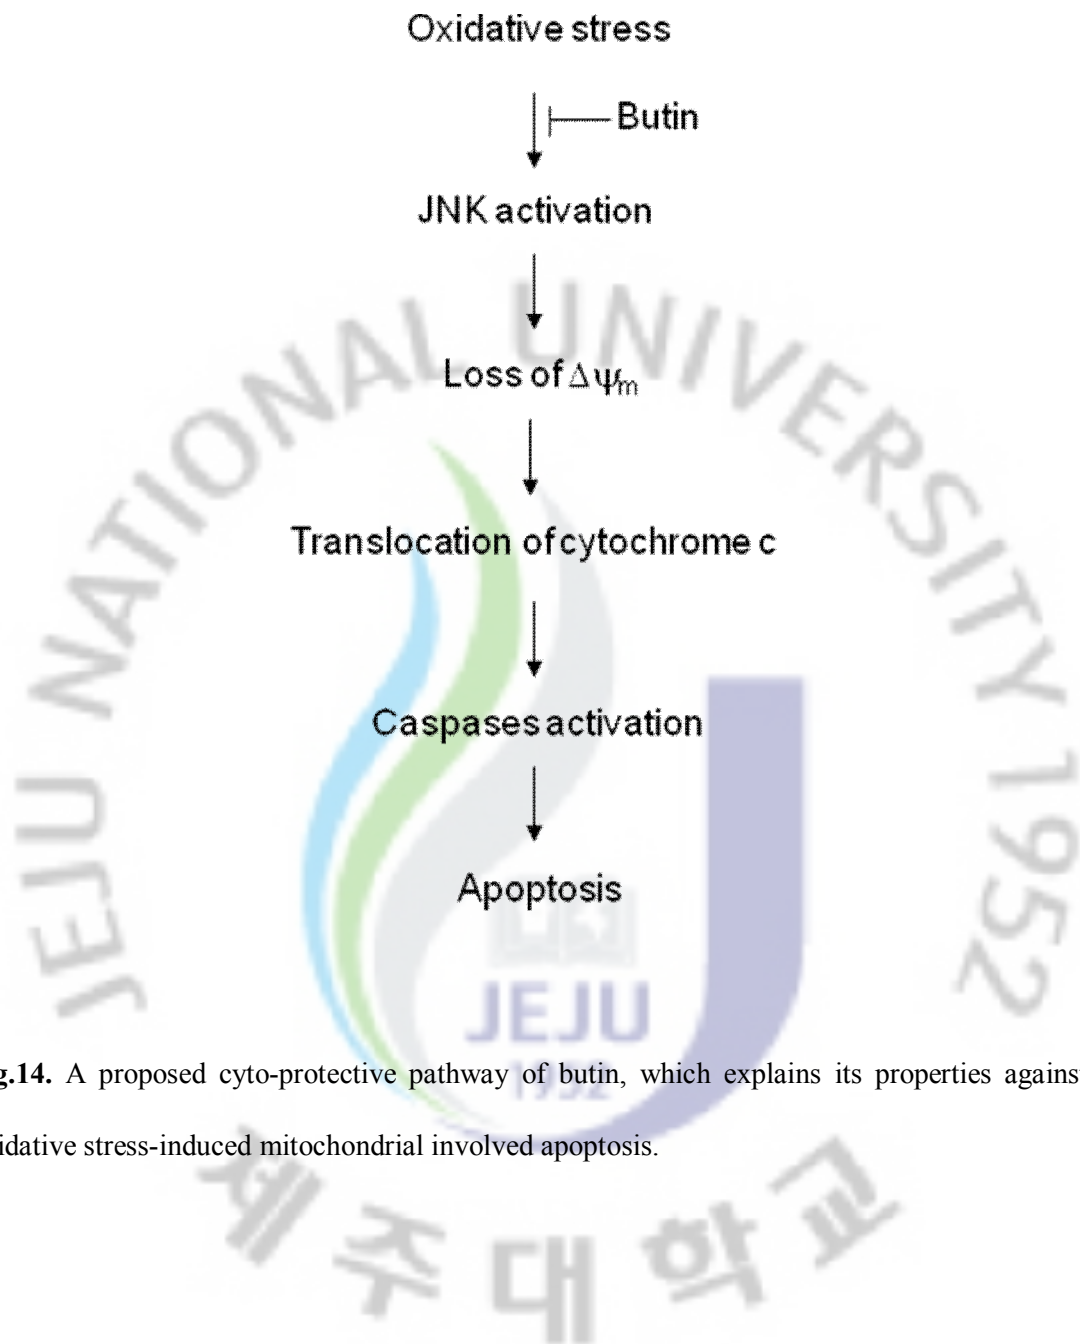 Oxidative stress
Butin
JNK activation
Loss of Δψm
Translocation of cytochrome c
Caspases activation
Apoptosis
JEJU NATIONAL UNIVERSITY 1952
JEJU
1952
제주대학교
g.14. A proposed cyto-protective pathway of butin, which explains its properties agains
idative stress-induced mitochondrial involved apoptosis.